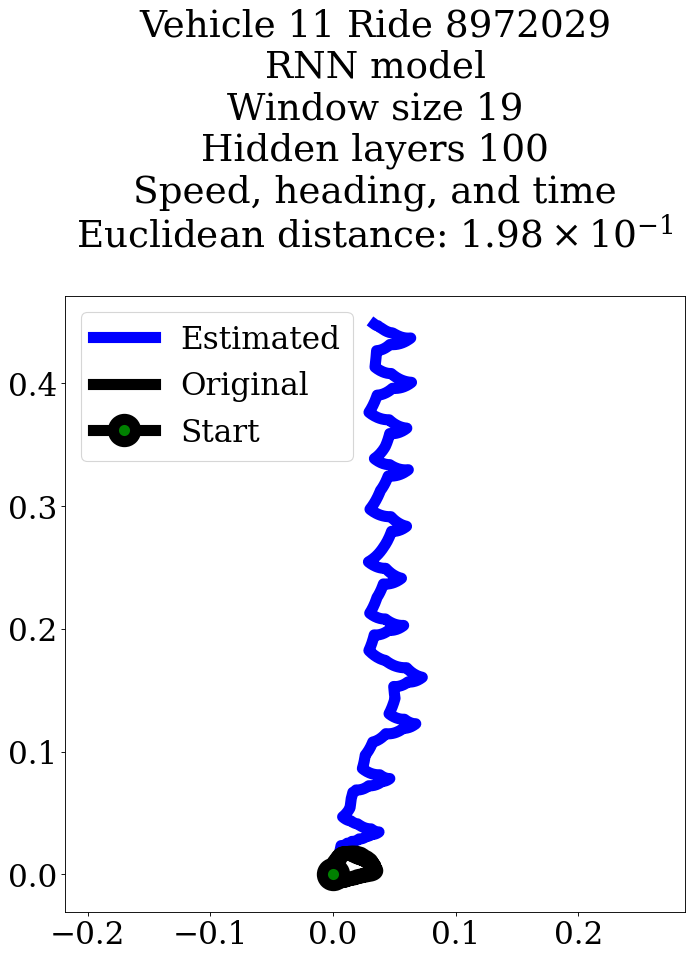 Vehicle 11 Ride 8972029
RNN model
Window size 19
Hidden layers 100
Speed, heading, and time
Euclidean distance: 1.98 × 10⁻¹
Estimated
Original
Start
0.4
0.3
0.2
0.1
0.0
−0.2 −0.1 0.0 0.1 0.2